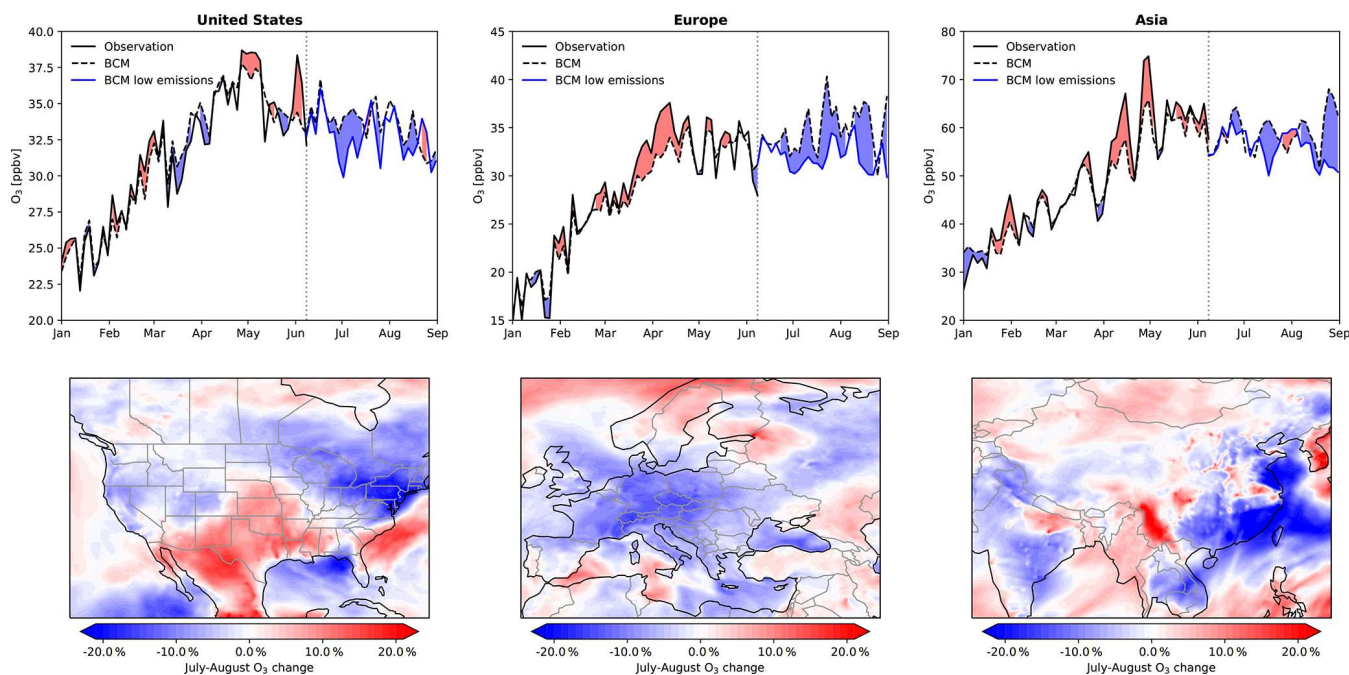 United States
40.0
37.5
35.0
32.5
30.0
27.5
25.0
22.5
20.0
O₃ [ppbv]
Observation
BCM
BCM low emissions
Jan Feb Mar Apr May Jun Jul Aug Sep
Europe
45
40
35
30
25
20
15
O₃ [ppbv]
Observation
BCM
BCM low emissions
Jan Feb Mar Apr May Jun Jul Aug Sep
Asia
80
70
60
50
40
30
20
O₃ [ppbv]
Observation
BCM
BCM low emissions
Jan Feb Mar Apr May Jun Jul Aug Sep
-20.0 % -10.0 % 0.0 % 10.0 % 20.0 %
July-August O₃ change
-20.0 % -10.0 % 0.0 % 10.0 % 20.0 %
July-August O₃ change
-20.0 % -10.0 % 0.0 % 10.0 % 20.0 %
July-August O₃ change